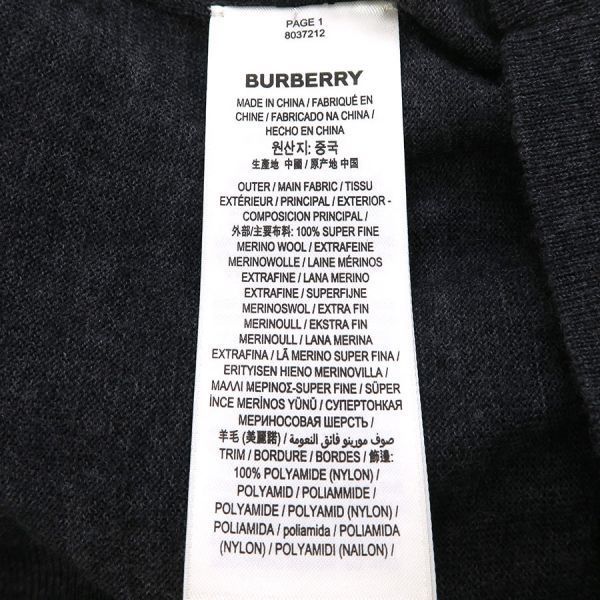 PAGE 1
8037212
BURBERRY
MADE IN CHINA / FABRIQUÉ EN
CHINE / FABRICADO NA CHINA /
HECHO EN CHINA
원산지: 중국
生產地 中國 / 原产地 中国
OUTER / MAIN FABRIC / TISSU
EXTÉRIEUR / PRINCIPAL / EXTERIOR -
COMPOSICION PRINCIPAL /
外部/主要布料: 100% SUPER FINE
MERINO WOOL / EXTRAFEINE
MERINOWOLLE / LAINE MÉRINOS
EXTRAFINE / LANA MERINO
EXTRAFINE / SUPERFIJNE
MERINOSWOL / EXTRA FIN
MERINOULL / EKSTRA FIN
MERINOULL / LANA MERINA
EXTRAFINA / LÃ MERINO SUPER FINA /
ERITYISEN HIENO MERINOVILLA /
ΜΑΛΛΙ ΜΕΡΙΝΟΣ-SUPER FINE / SÜPER
İNCE MERİNOS YÜNÜ / СУПЕРТОНКАЯ
МЕРИНОСОВАЯ ШЕРСТЬ /
羊毛 (美麗諾) / صوف مورينو فائق النعومة /
TRIM / BORDURE / BORDES / 飾邊:
100% POLYAMIDE (NYLON) /
POLYAMID / POLIAMMIDE /
POLYAMIDE / POLYAMID (NYLON) /
POLIAMIDA / poliamida / POLIAMIDA
(NYLON) / POLYAMIDI (NAILON) /